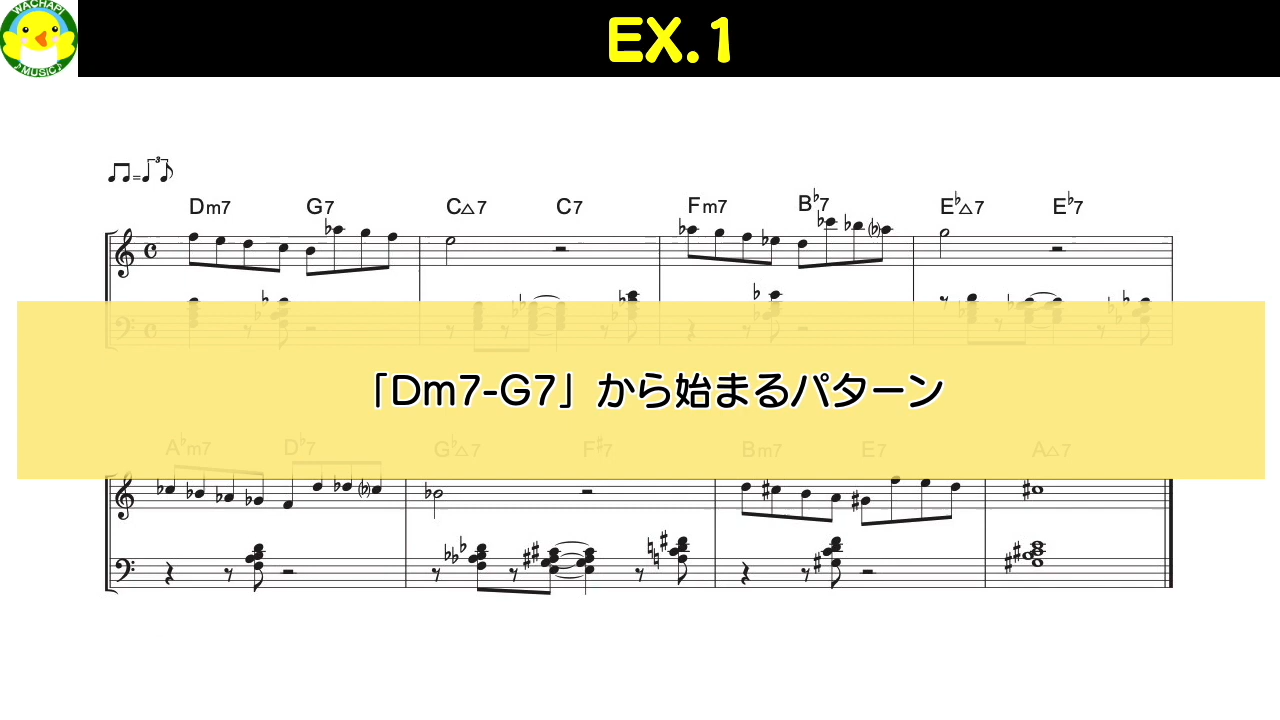 WACHAPI
♪MUSIC♪
EX.1
3
Dm7 G7 C△7 C7 Fm7 B♭7 E♭△7 E♭7
「Dm7-G7」から始まるパターン
A♭m7 D♭7 G♭△7 F♯7 Bm7 E7 A△7